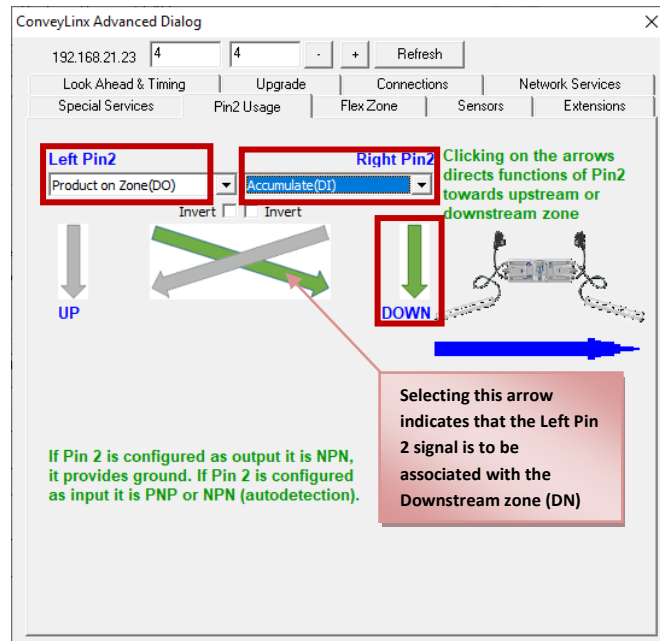 ConveyLinx Advanced Dialog
192.168.21.23 4 4 - + Refresh
Look Ahead & Timing Upgrade Connections Network Services
Special Services Pin2 Usage Flex Zone Sensors Extensions
Left Pin2 Right Pin2
Product on Zone(DO) Accumulate(DI)
Invert Invert
Clicking on the arrows
directs functions of Pin2
towards upstream or
downstream zone
UP DOWN
Selecting this arrow
indicates that the Left Pin
2 signal is to be
associated with the
Downstream zone (DN)
If Pin 2 is configured as output it is NPN,
it provides ground. If Pin 2 is configured
as input it is PNP or NPN (autodetection).